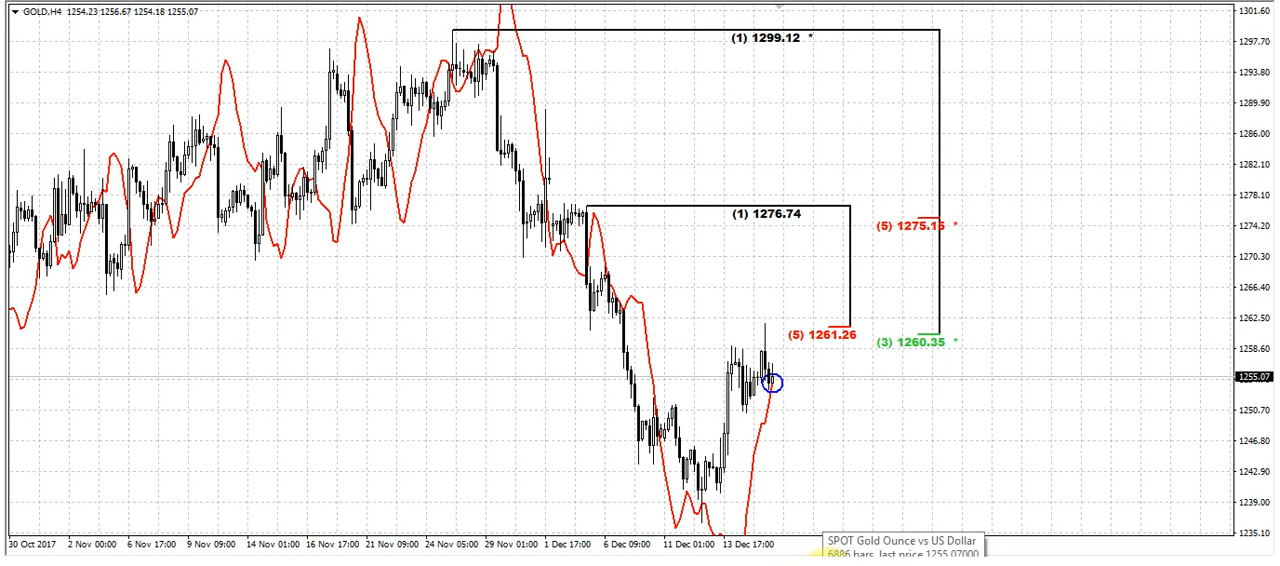 GOLD,H4 1254.23 1256.67 1254.18 1255.07
1301.60
(1) 1299.12 *
1297.70
1293.80
1289.90
1286.00
1282.10
1278.10
(1) 1276.74
(5) 1275.15 *
1274.20
1270.30
1266.40
1262.50
(5) 1261.26
(3) 1260.35 *
1258.60
1255.07
1250.70
1246.80
1242.90
1239.00
1235.10
30 Oct 2017 2 Nov 00:00 6 Nov 17:00 9 Nov 09:00 14 Nov 01:00 16 Nov 17:00 21 Nov 09:00 24 Nov 05:00 29 Nov 01:00 1 Dec 17:00 6 Dec 09:00 11 Dec 01:00 13 Dec 17:00
SPOT Gold Ounce vs US Dollar
6886 bars, last price 1255.07000